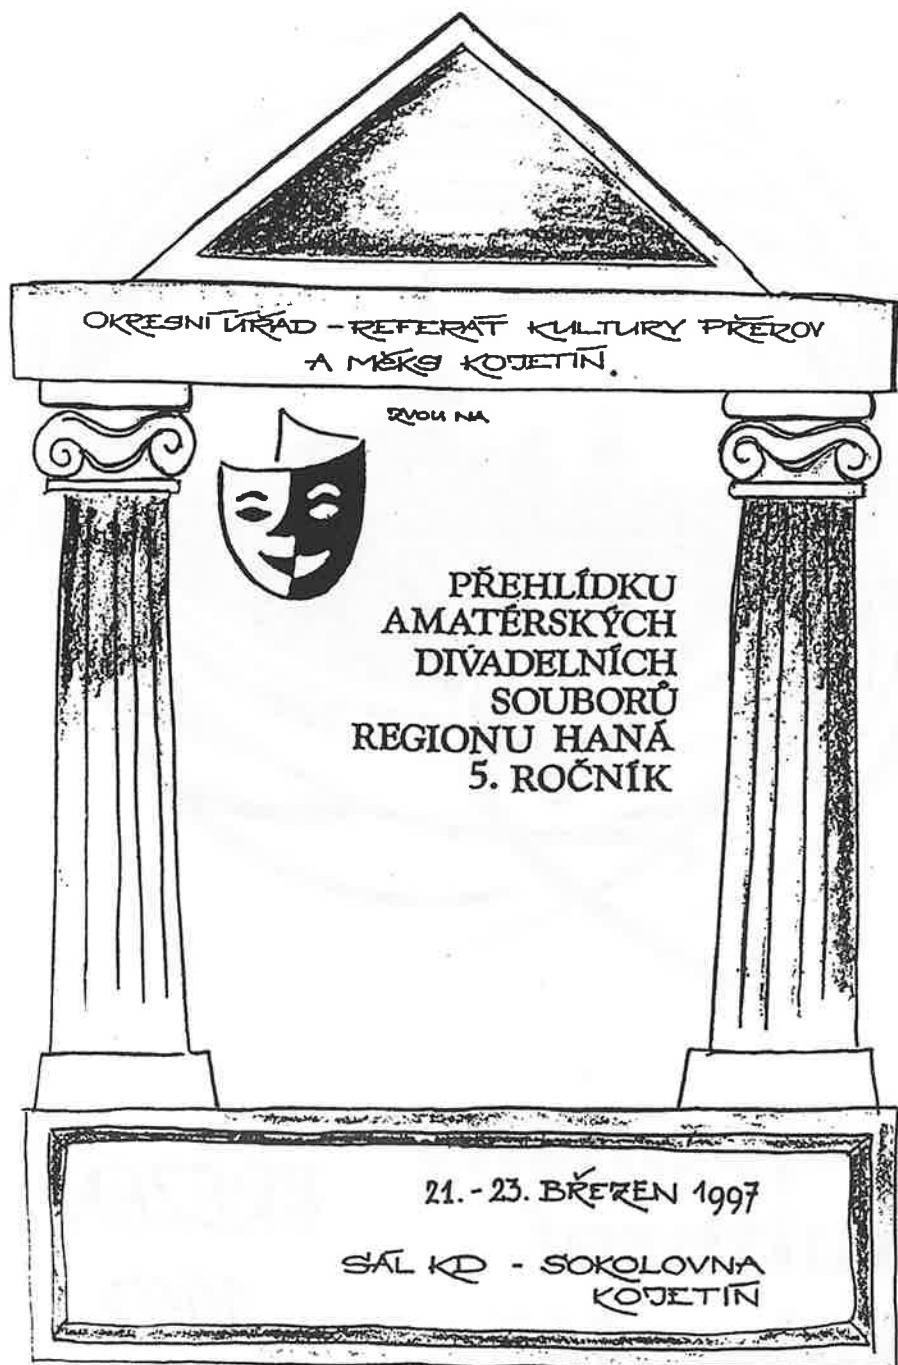 OKRESNÍ ÚŘAD - REFERÁT KULTURY PŘEROV
A MěKS KOJETÍN.
ZVOU NA
PŘEHLÍDKU
AMATÉRSKÝCH
DIVADELNÍCH
SOUBORŮ
REGIONU HANÁ
5. ROČNÍK
21. - 23. BŘEZEN 1997
SÁL KD - SOKOLOVNA
KOJETÍN